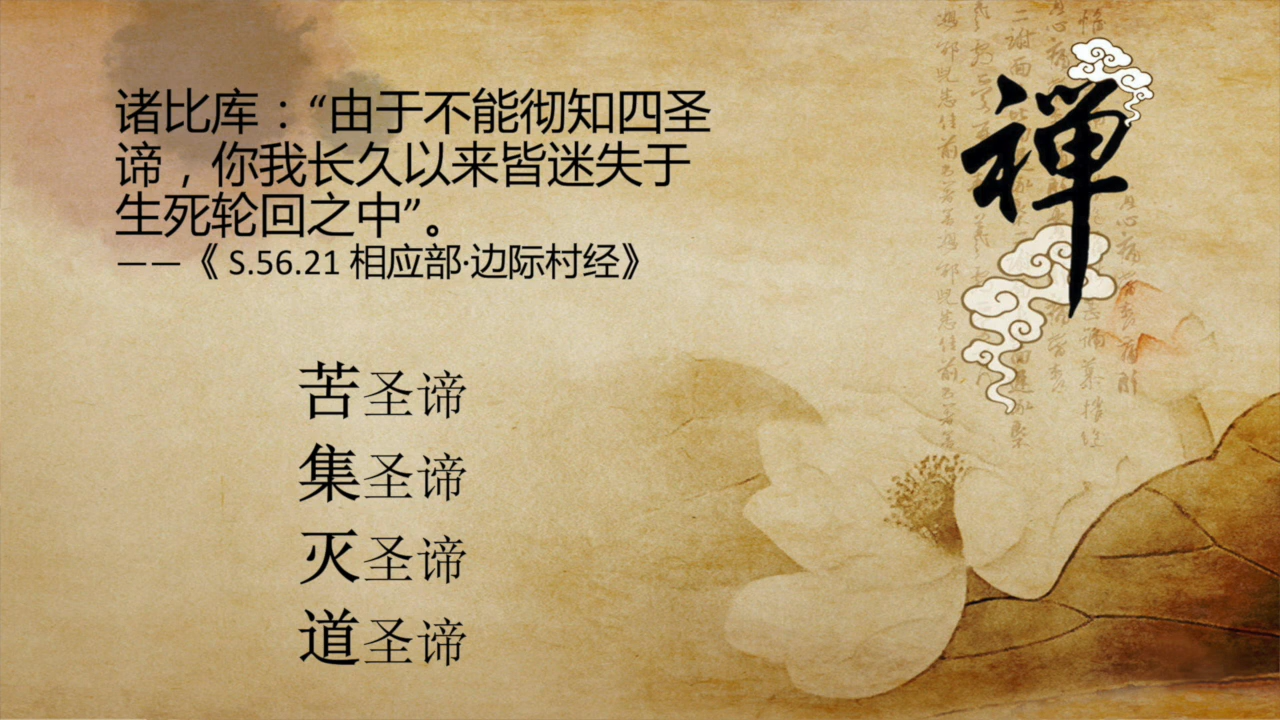 诸比库：“由于不能彻知四圣
谛，你我长久以来皆迷失于
生死轮回之中”。
——《 S.56.21 相应部·边际村经》
禅
苦圣谛
集圣谛
灭圣谛
道圣谛